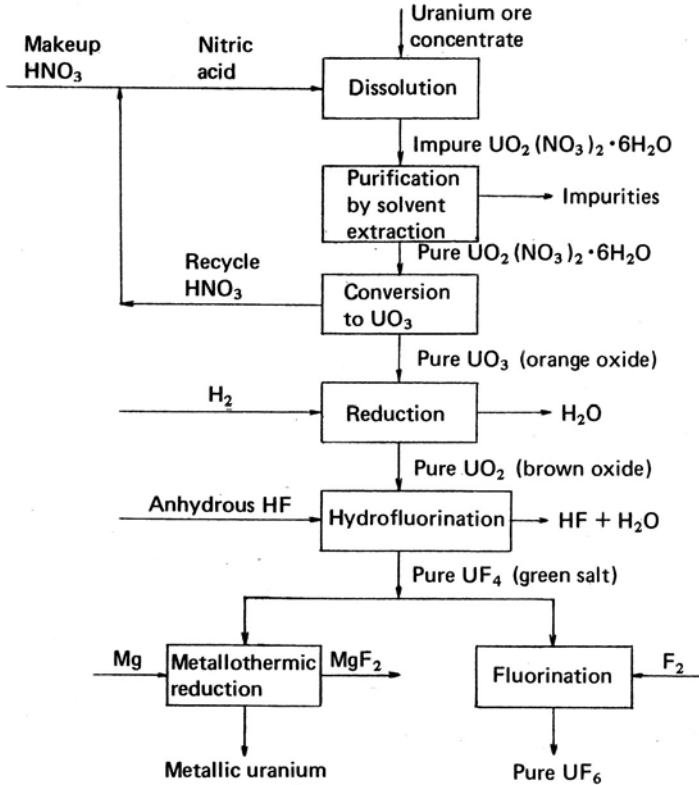 Uranium ore
concentrate
Makeup
HNO₃
Nitric
acid
Dissolution
Impure UO₂(NO₃)₂·6H₂O
Purification
by solvent
extraction
Impurities
Pure UO₂(NO₃)₂·6H₂O
Recycle
HNO₃
Conversion
to UO₃
Pure UO₃ (orange oxide)
H₂
Reduction
H₂O
Pure UO₂ (brown oxide)
Anhydrous HF
Hydrofluorination
HF + H₂O
Pure UF₄ (green salt)
Mg
Metallothermic
reduction
MgF₂
Fluorination
F₂
Metallic uranium
Pure UF₆